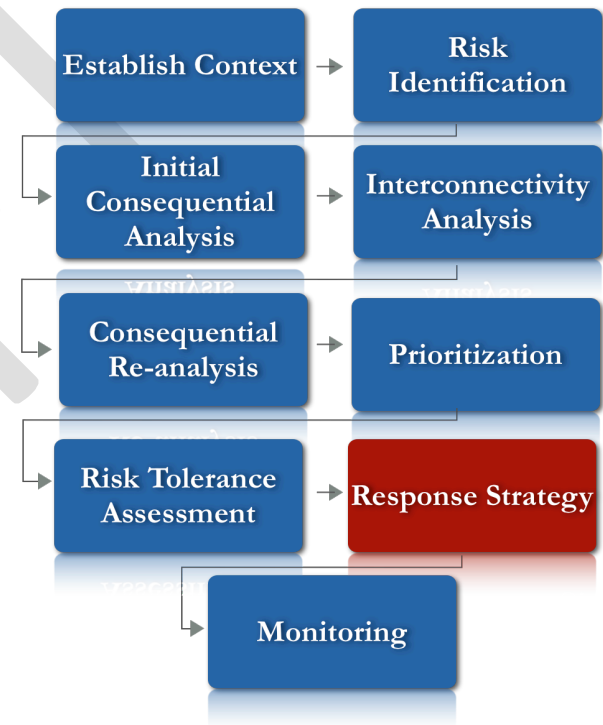 Establish Context
Risk
Identification
Initial
Consequential
Analysis
Interconnectivity
Analysis
Consequential
Re-analysis
Prioritization
Risk Tolerance
Assessment
Response Strategy
Monitoring